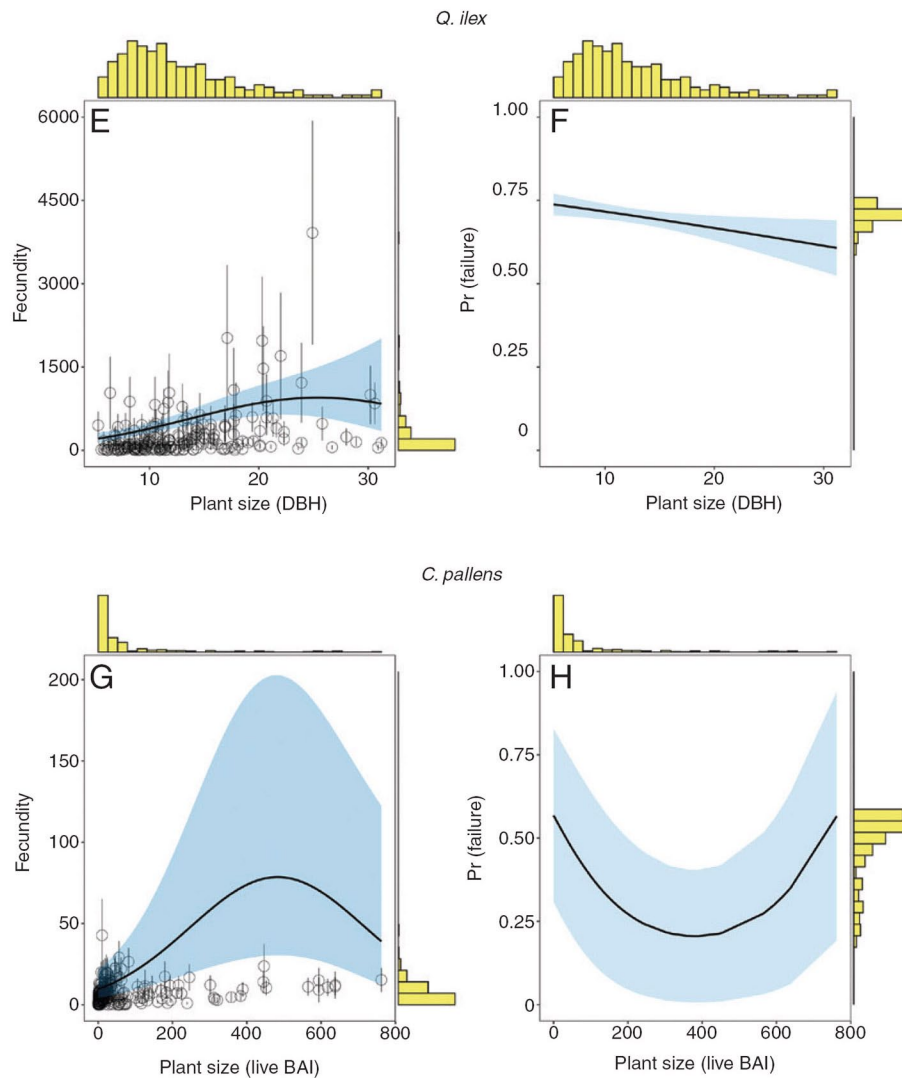 Q. ilex
E
6000
4500
3000
1500
0
Fecundity
10 20 30
Plant size (DBH)
F
1.00
0.75
0.50
0.25
0
Pr (failure)
10 20 30
Plant size (DBH)
C. pallens
G
200
150
100
50
0
Fecundity
0 200 400 600 800
Plant size (live BAI)
H
1.00
0.75
0.50
0.25
0
Pr (failure)
0 200 400 600 800
Plant size (live BAI)